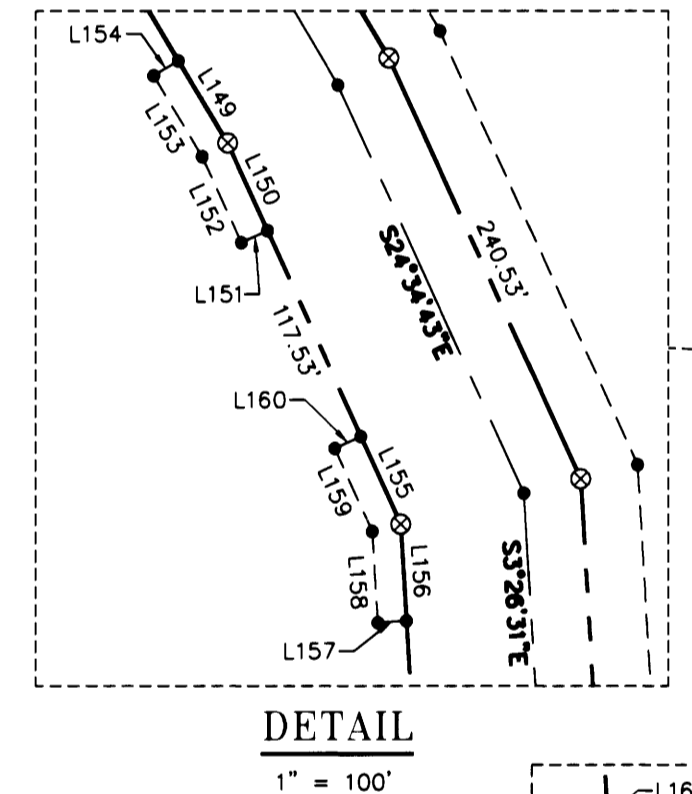 L154
L149
L153
L150
L152
L151
117.53'
S24°34'43"E
240.53'
L160
L155
L159
L156
L158
L157
S3°26'31"E
DETAIL
1" = 100'
L16